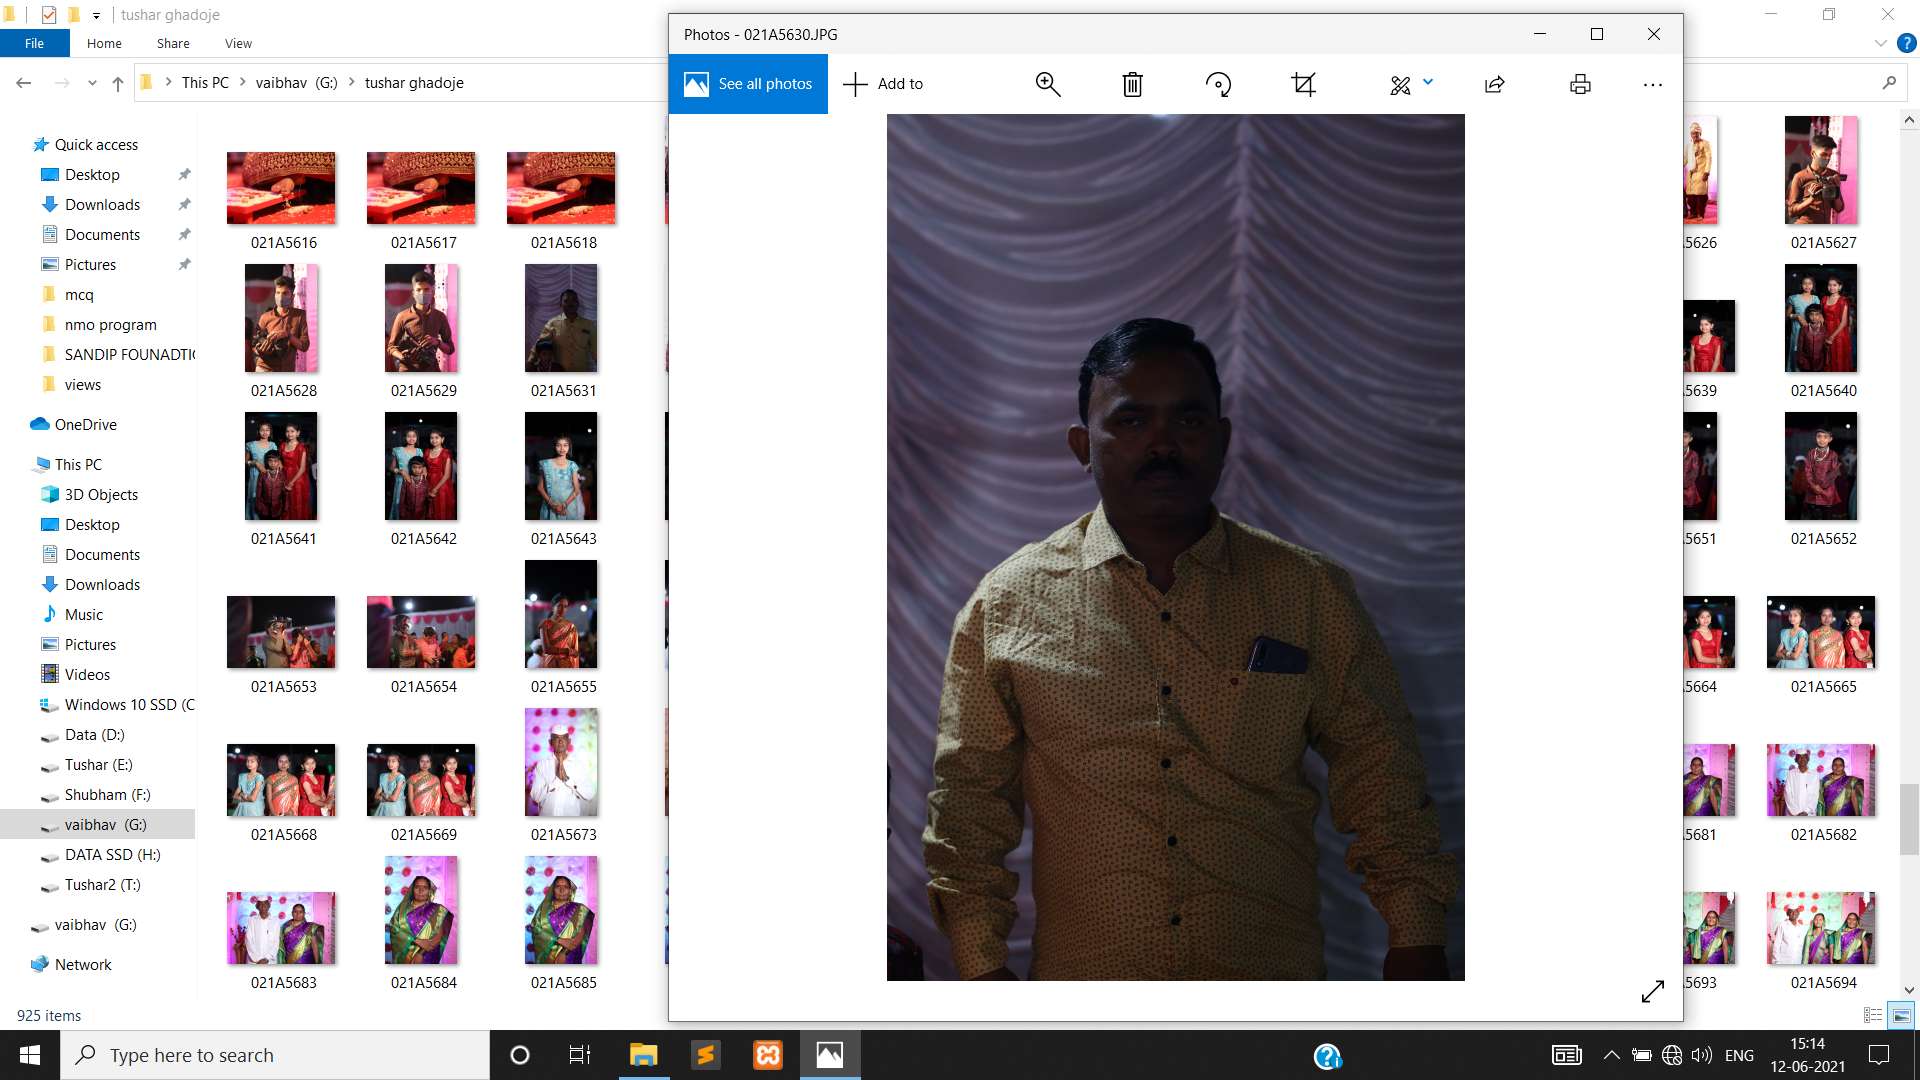 tushar ghadoje
File
Home
Share
View
This PC
vaibhav (G:)
tushar ghadoje
Quick access
Desktop
Downloads
Documents
Pictures
mcq
nmo program
SANDIP FOUNADTI
views
OneDrive
This PC
3D Objects
Desktop
Documents
Downloads
Music
Pictures
Videos
Windows 10 SSD (C
Data (D:)
Tushar (E:)
Shubham (F:)
vaibhav (G:)
DATA SSD (H:)
Tushar2 (T:)
vaibhav (G:)
Network
925 items
021A5616 021A5617 021A5618
021A5628 021A5629 021A5631
021A5641 021A5642 021A5643
021A5653 021A5654 021A5655
021A5668 021A5669 021A5673
021A5683 021A5684 021A5685
Photos - 021A5630.JPG
See all photos
Add to
5626 021A5627
5639 021A5640
5651 021A5652
5664 021A5665
5681 021A5682
5693 021A5694
Type here to search
ENG
15:14
12-06-2021